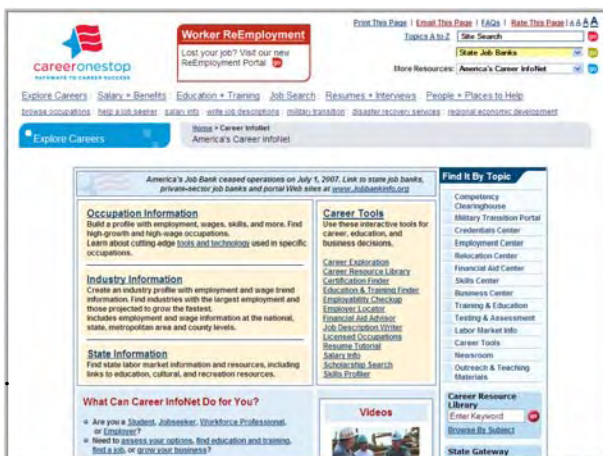 Print This Page | Email This Page | FAQs | Rate This Page | A A A A
Worker ReEmployment
Lost your job? Visit our new
ReEmployment Portal go
Topics A to Z Site Search go
State Job Banks go
More Resources: America's Career InfoNet go
careeronestop
PATHWAYS TO CAREER SUCCESS
Explore Careers Salary + Benefits Education + Training Job Search Resumes + Interviews People + Places to Help
browse occupations help a job seeker salary info write job descriptions military transition disaster recovery services regional economic development
Explore Careers
Home > Career InfoNet
America's Career InfoNet
America's Job Bank ceased operations on July 1, 2007. Link to state job banks,
private-sector job banks and portal Web sites at www.Jobbankinfo.org
Occupation Information
Build a profile with employment, wages, skills, and more. Find
high-growth and high-wage occupations.
Learn about cutting edge tools and technology used in specific
occupations.
Industry Information
Create an industry profile with employment and wage trend
information. Find industries with the largest employment and
those projected to grow the fastest.
Includes employment and wage information at the national,
state, metropolitan area and county levels.
State Information
Find state labor market information and resources, including
links to education, cultural, and recreation resources.
Career Tools
Use these interactive tools for
career, education, and
business decisions.
Career Exploration
Career Resource Library
Certification Finder
Education & Training Finder
Employability Checkup
Employer Locator
Financial Aid Advisor
Job Description Writer
Licensed Occupations
Resume Tutorial
Salary Info
Scholarship Search
Skills Profiler
Find It By Topic
Competency
Clearinghouse
Military Transition Portal
Credentials Center
Employment Center
Relocation Center
Financial Aid Center
Skills Center
Business Center
Training & Education
Testing & Assessment
Labor Market Info
Career Tools
Newsroom
Outreach & Teaching
Materials
Career Resource
Library
Enter Keyword go
Browse By Subject
State Gateway
What Can Career InfoNet Do for You?
Are you a Student, Jobseeker, Workforce Professional,
or Employer?
Need to assess your options, find education and training,
find a job, or grow your business?
Videos